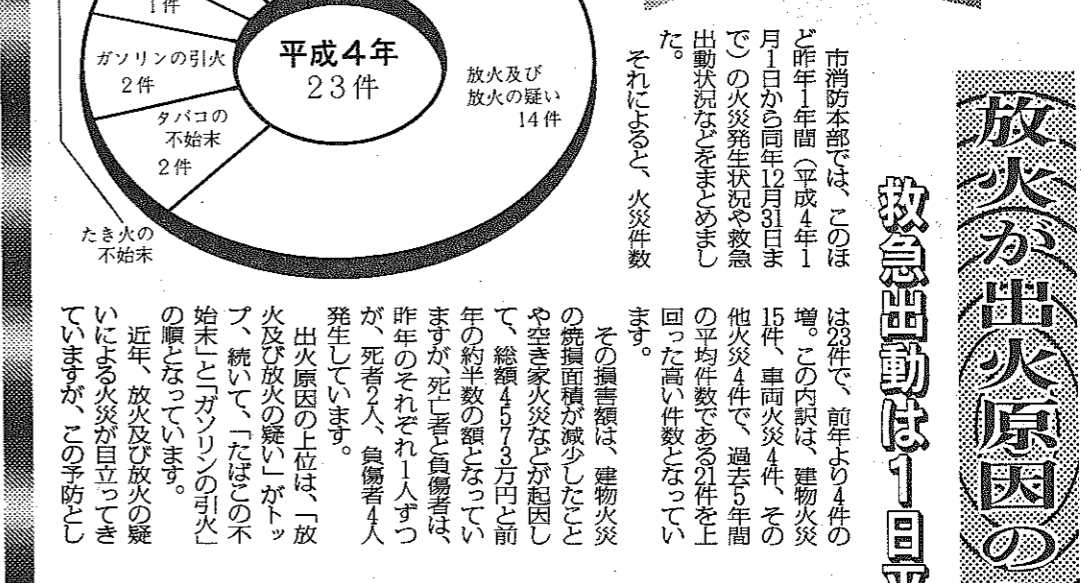 放火が出火原因の
救急出動は1日平
市消防本部では、このほ
ど昨年1年間（平成4年1
月1日から同年12月31日ま
で）の火災発生状況や救急
出動状況などをまとめまし
た。
それによると、火災件数
は23件で、前年より4件の
増。この内訳は、建物火災
15件、車両火災4件、その
他火災4件で、過去5年間
の平均件数である21件を上
回った高い件数となってい
ます。
その損害額は、建物火災
の焼損面積が減少したこと
や空き家火災などが起因し
て、総額4573万円と前
年の約半数の額となってい
ますが、死亡者と負傷者は、
昨年のそれぞれ1人ずつ
が、死者2人、負傷者4人
発生しています。
出火原因の上位は、「放
火及び放火の疑い」がトッ
プ、続いて、「たばこの不
始末」と「ガソリンの引火」
の順となっています。
近年、放火及び放火の疑
いによる火災が目立ってき
ていますが、この予防とし
平成4年
23件
放火及び
放火の疑い
14件
1件
ガソリンの引火
2件
タバコの
不始末
2件
たき火の
不始末